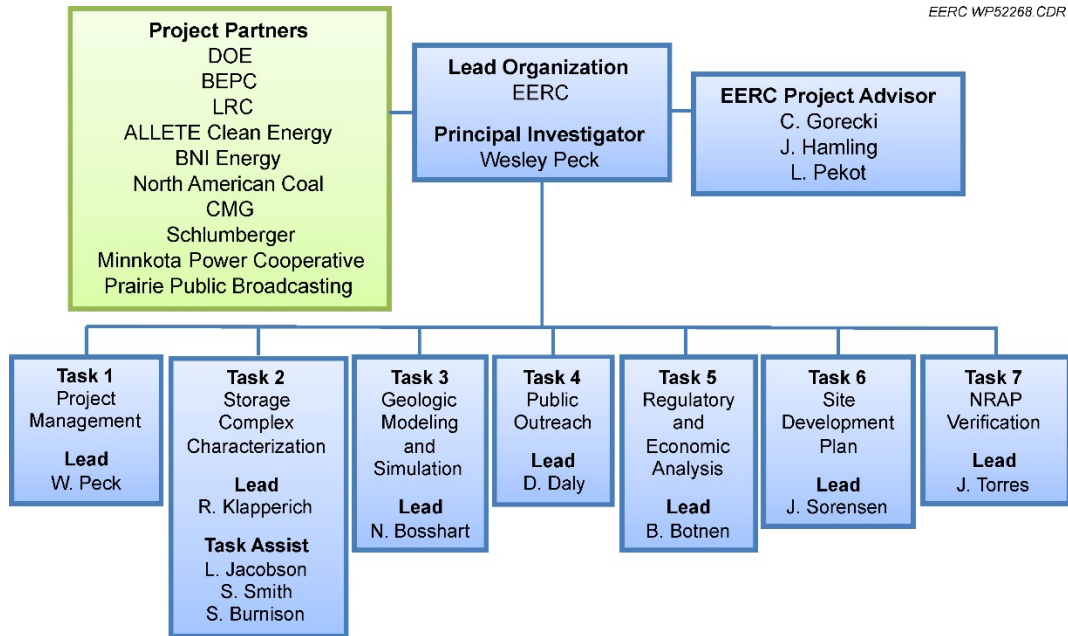 EERC WP52268.CDR
Project Partners
DOE
BEPC
LRC
ALLETE Clean Energy
BNI Energy
North American Coal
CMG
Schlumberger
Minnkota Power Cooperative
Prairie Public Broadcasting
Lead Organization
EERC
Principal Investigator
Wesley Peck
EERC Project Advisor
C. Gorecki
J. Hamling
L. Pekot
Task 1
Project
Management
Lead
W. Peck
Task 2
Storage
Complex
Characterization
Lead
R. Klapperich
Task Assist
L. Jacobson
S. Smith
S. Burnison
Task 3
Geologic
Modeling
and
Simulation
Lead
N. Bosshart
Task 4
Public
Outreach
Lead
D. Daly
Task 5
Regulatory
and
Economic
Analysis
Lead
B. Botnen
Task 6
Site
Development
Plan
Lead
J. Sorensen
Task 7
NRAP
Verification
Lead
J. Torres